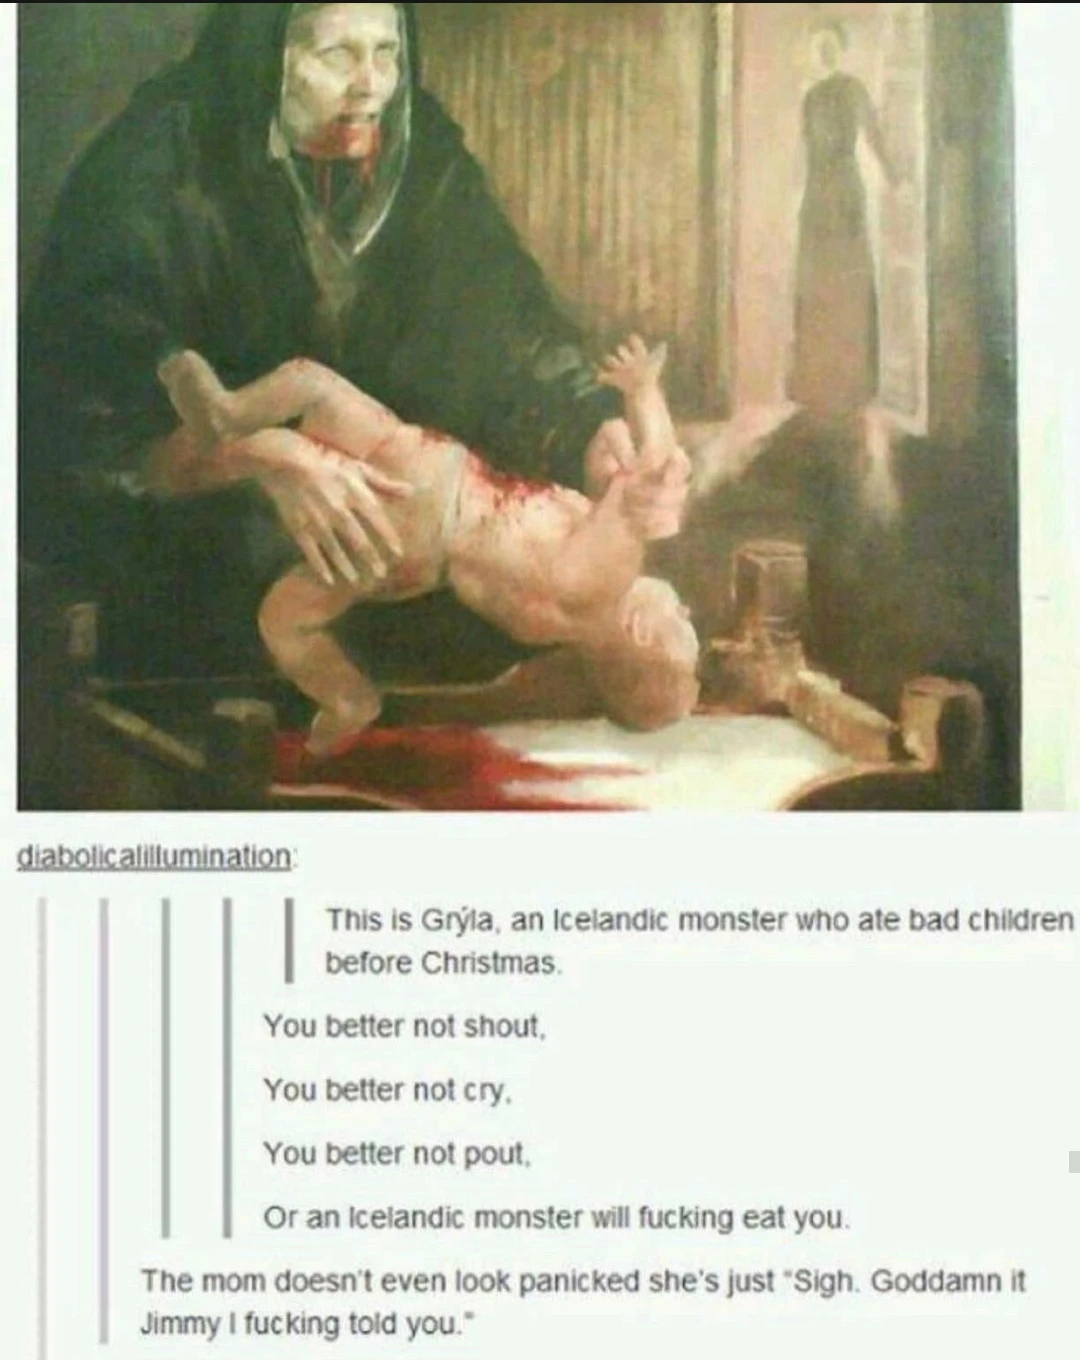 diabolicalillumination:
This is Grýla, an Icelandic monster who ate bad children
before Christmas.
You better not shout,
You better not cry,
You better not pout,
Or an Icelandic monster will fucking eat you.
The mom doesn't even look panicked she's just "Sigh. Goddamn it
Jimmy I fucking told you."